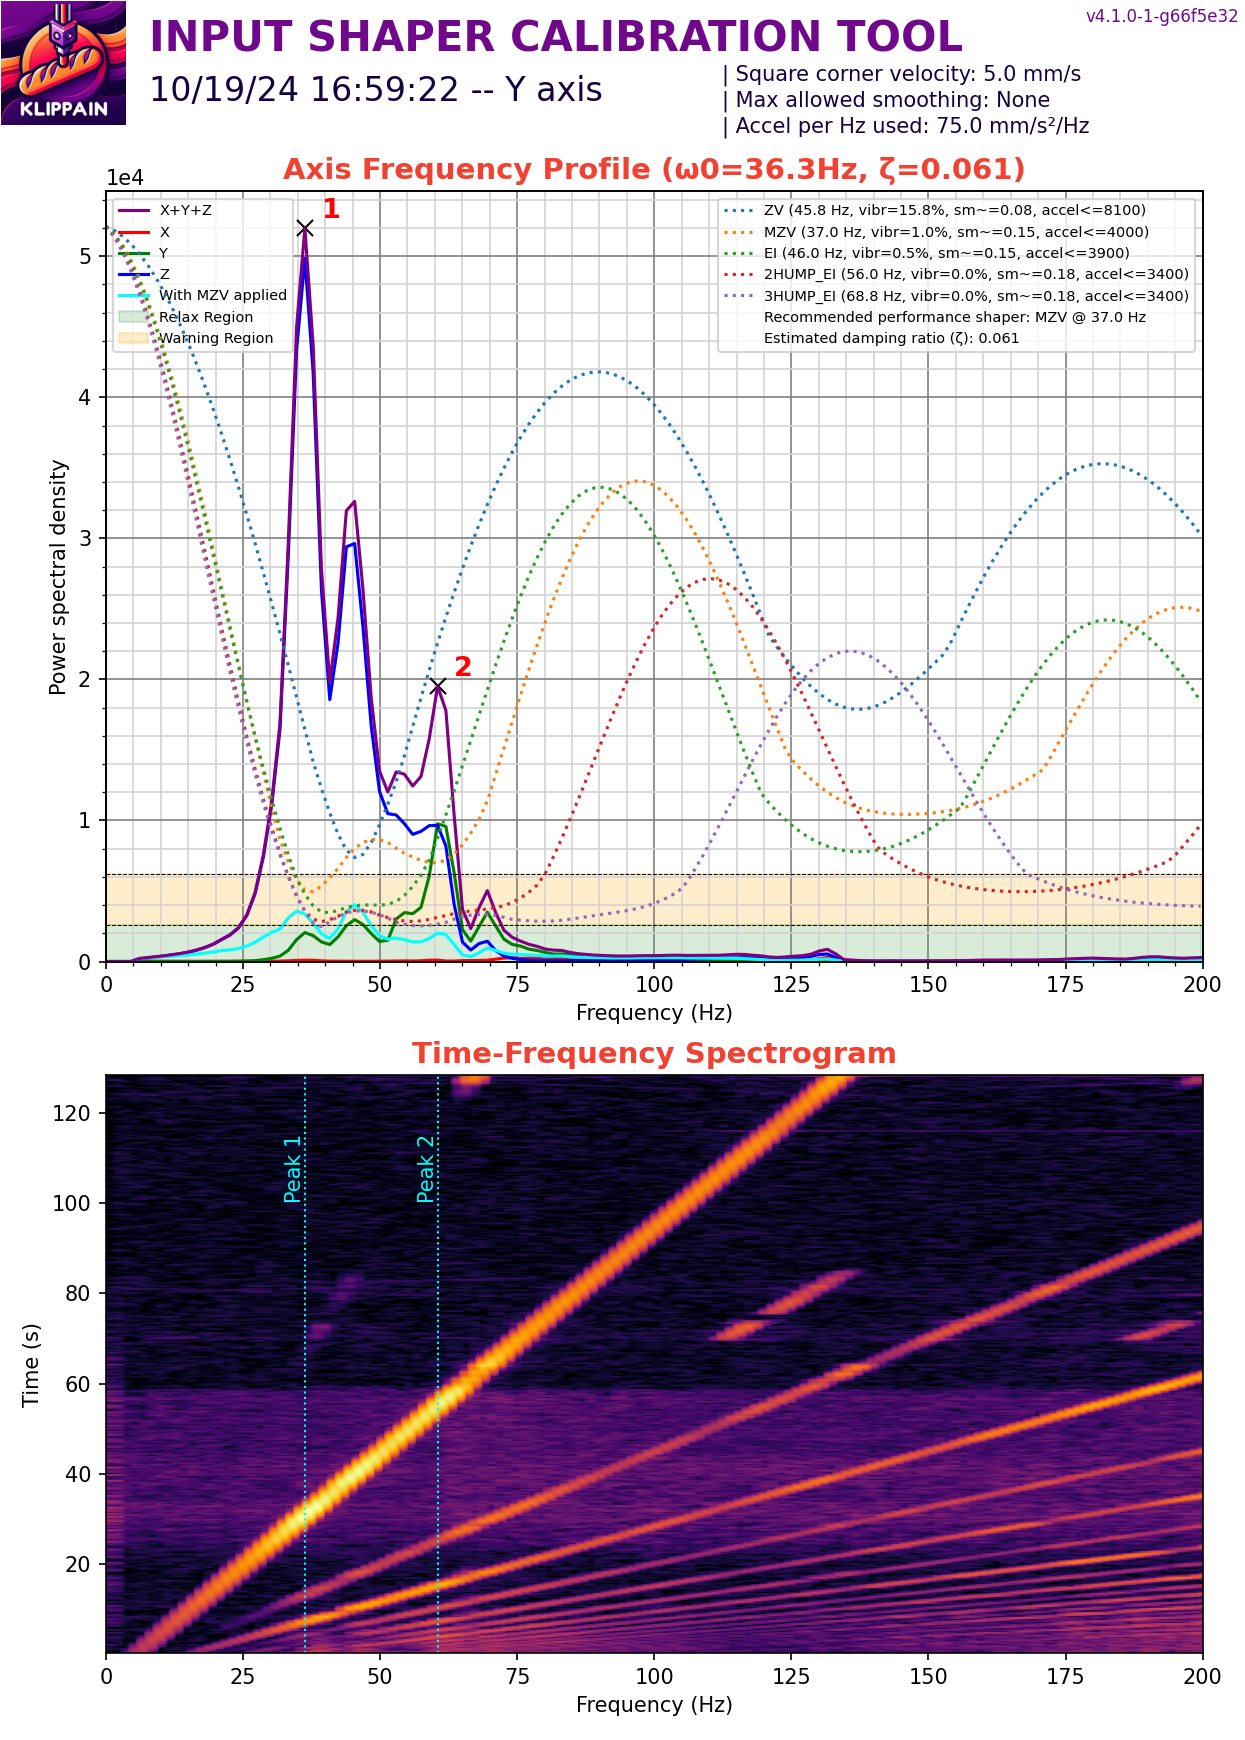 v4.1.0-1-g66f5e32
INPUT SHAPER CALIBRATION TOOL
10/19/24 16:59:22 -- Y axis
| Square corner velocity: 5.0 mm/s
| Max allowed smoothing: None
| Accel per Hz used: 75.0 mm/s²/Hz
KLIPPAIN
Axis Frequency Profile (ω0=36.3Hz, ζ=0.061)
1e4
X+Y+Z
X
Y
Z
With MZV applied
Relax Region
Warning Region
ZV (45.8 Hz, vibr=15.8%, sm~=0.08, accel<=8100)
MZV (37.0 Hz, vibr=1.0%, sm~=0.15, accel<=4000)
EI (46.0 Hz, vibr=0.5%, sm~=0.15, accel<=3900)
2HUMP_EI (56.0 Hz, vibr=0.0%, sm~=0.18, accel<=3400)
3HUMP_EI (68.8 Hz, vibr=0.0%, sm~=0.18, accel<=3400)
Recommended performance shaper: MZV @ 37.0 Hz
Estimated damping ratio (ζ): 0.061
1
2
5
4
3
2
1
0
Power spectral density
0 25 50 75 100 125 150 175 200
Frequency (Hz)
Time-Frequency Spectrogram
Peak 1
Peak 2
120
100
80
60
40
20
Time (s)
0 25 50 75 100 125 150 175 200
Frequency (Hz)